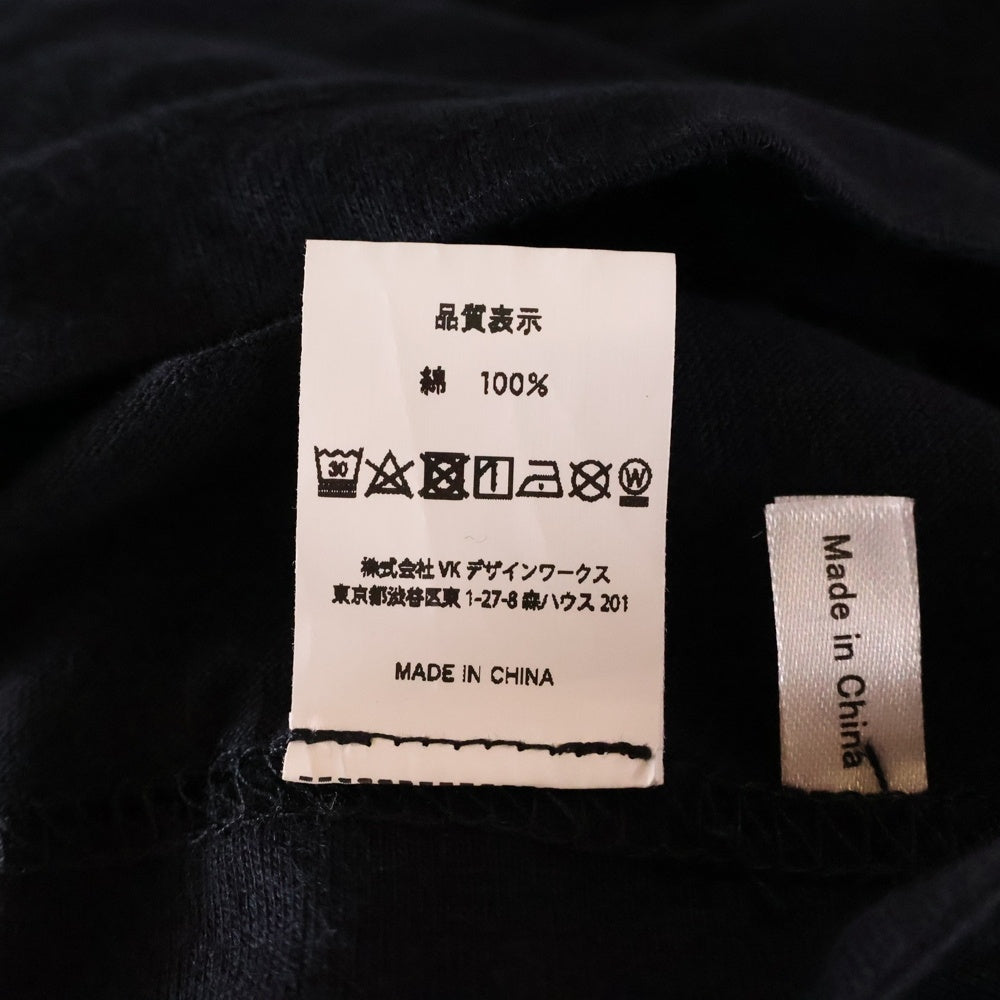 品質表示
綿 100%
30
W
株式会社 VK デザインワークス
東京都渋谷区東 1-27-8 森ハウス 201
MADE IN CHINA
Made in China